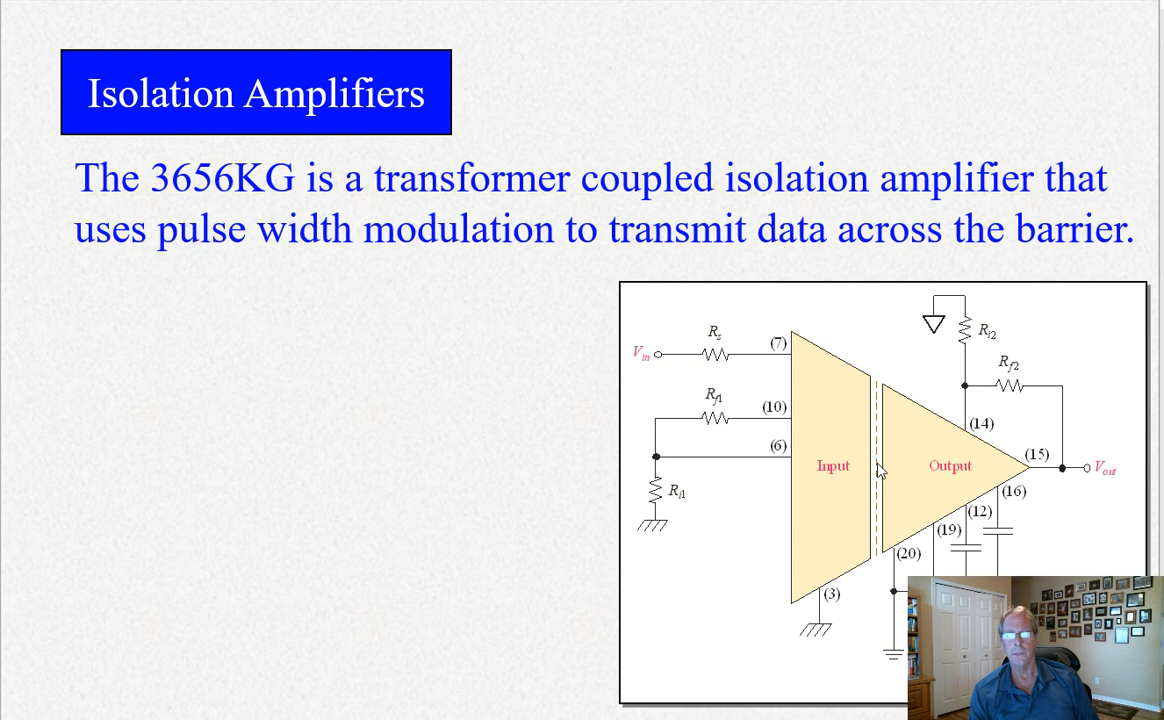 Isolation Amplifiers
The 3656KG is a transformer coupled isolation amplifier that
uses pulse width modulation to transmit data across the barrier.
Rs
Vin
(7)
Ri2
Rf2
Rf1
(10)
(14)
(6)
(15)
Input
Output
Vout
Ri1
(16)
(12)
(19)
(20)
(3)